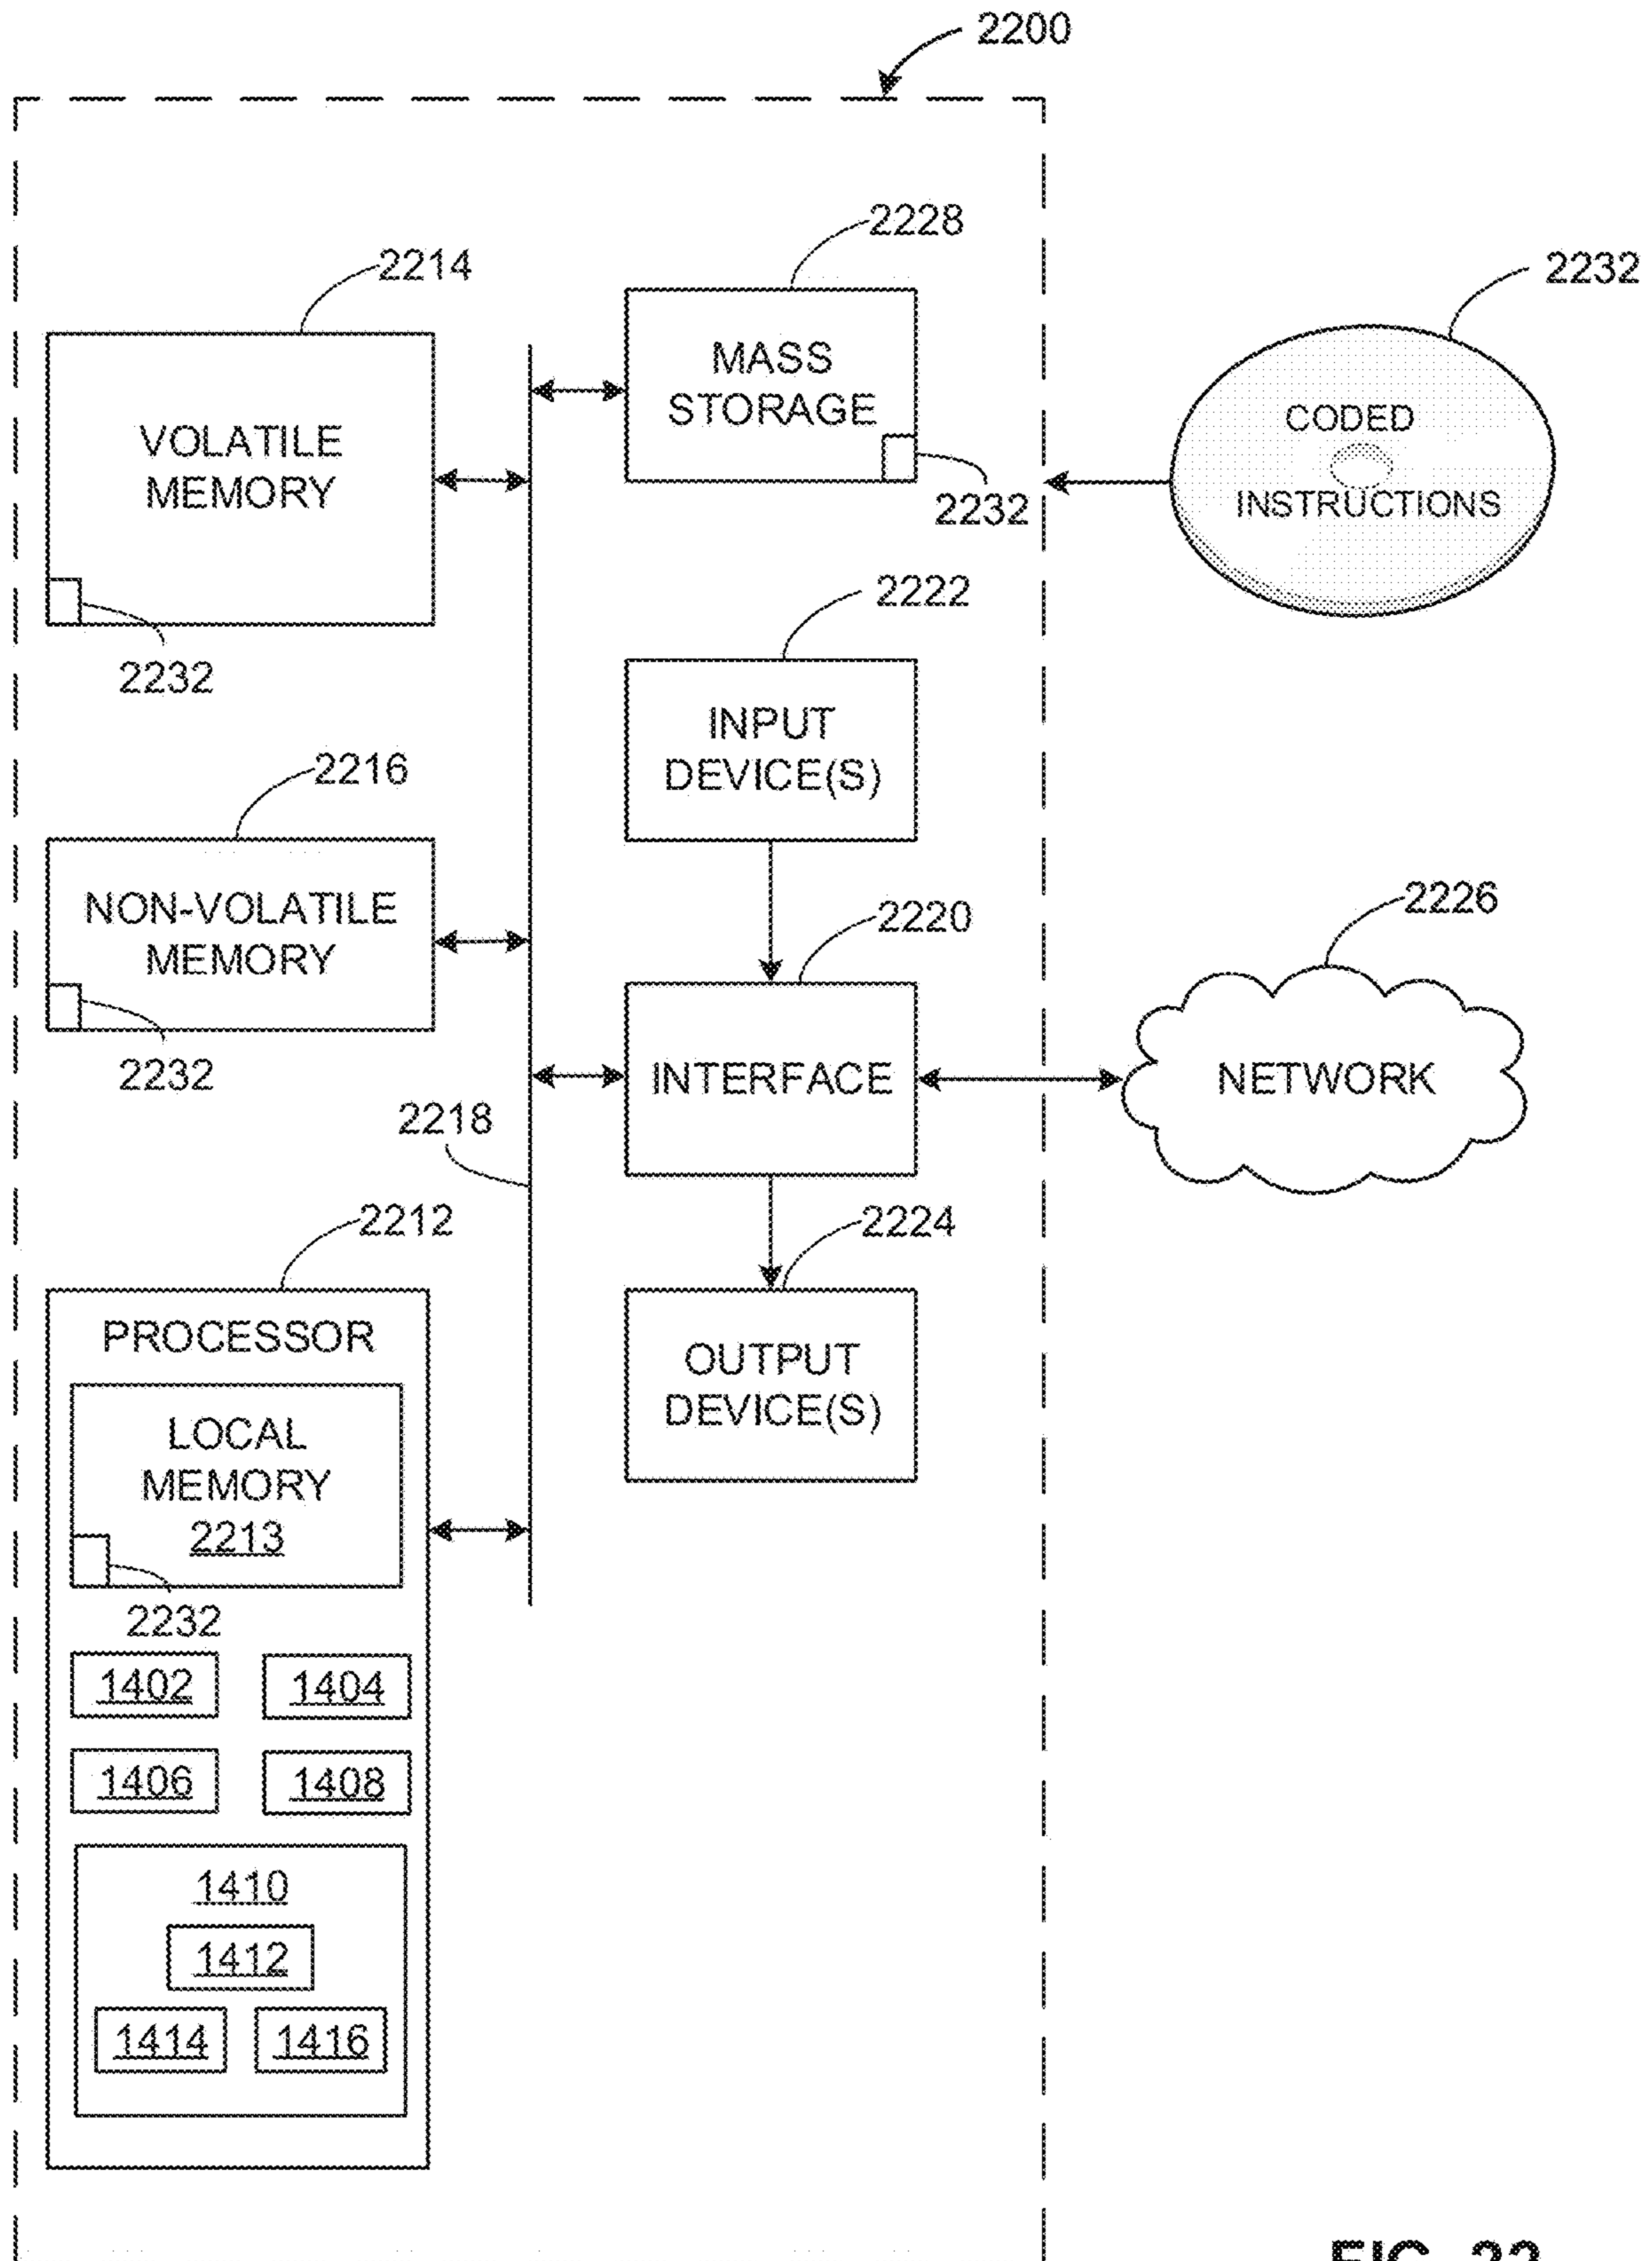 2200
2228
2214
2232
MASS
STORAGE
CODED
INSTRUCTIONS
VOLATILE
MEMORY
2232
2222
2232
INPUT
DEVICE(S)
2216
2226
NON-VOLATILE
MEMORY
2220
2232
INTERFACE
NETWORK
2218
2212
2224
PROCESSOR
OUTPUT
DEVICE(S)
LOCAL
MEMORY
2213
2232
1402
1404
1406
1408
1410
1412
1414
1416
FIG. 22